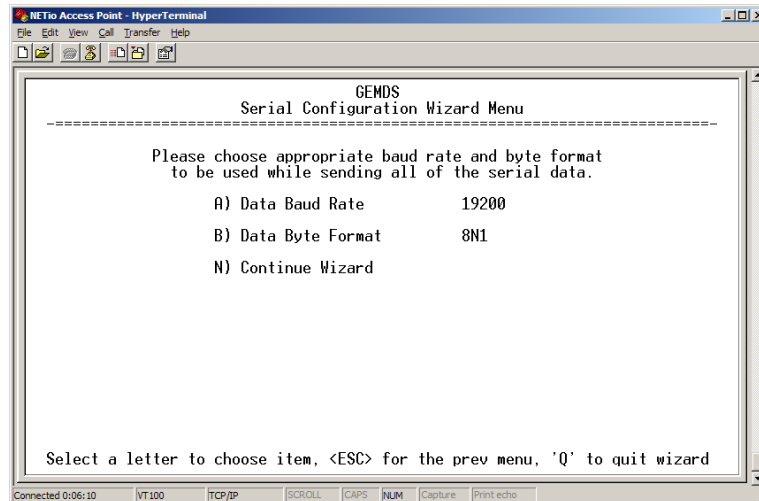 NETio Access Point - HyperTerminal
File Edit View Call Transfer Help
GEMDS
Serial Configuration Wizard Menu
-==========================================================================-
Please choose appropriate baud rate and byte format
to be used while sending all of the serial data.
A) Data Baud Rate 19200
B) Data Byte Format 8N1
N) Continue Wizard
Select a letter to choose item, <ESC> for the prev menu, 'Q' to quit wizard
Connected 0:06:10 VT100 TCP/IP SCROLL CAPS NUM Capture Print echo